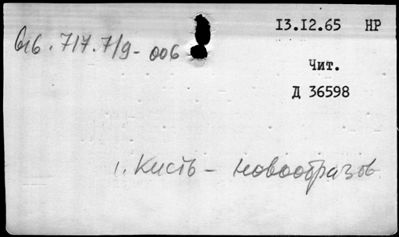 13.12.65 НР
616.717.7/9-006
Чит.
Д 36598
1. Кисть - новообразов.